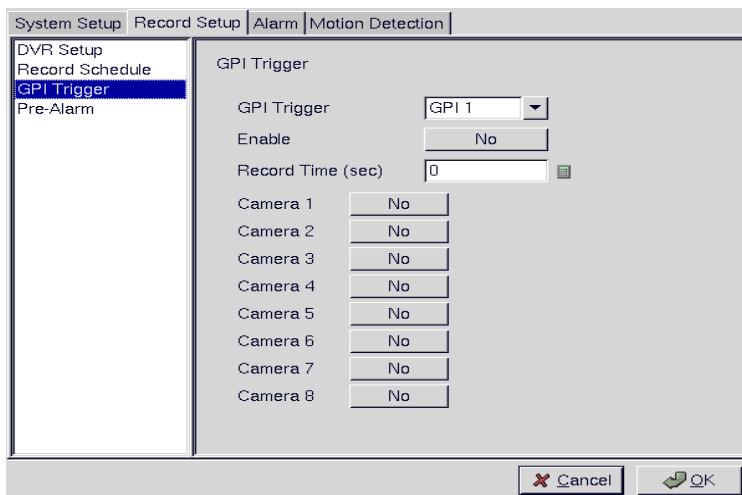 System Setup Record Setup Alarm Motion Detection
DVR Setup
Record Schedule
GPI Trigger
Pre-Alarm
GPI Trigger
GPI Trigger GPI 1
Enable No
Record Time (sec) 0
Camera 1 No
Camera 2 No
Camera 3 No
Camera 4 No
Camera 5 No
Camera 6 No
Camera 7 No
Camera 8 No
Cancel OK